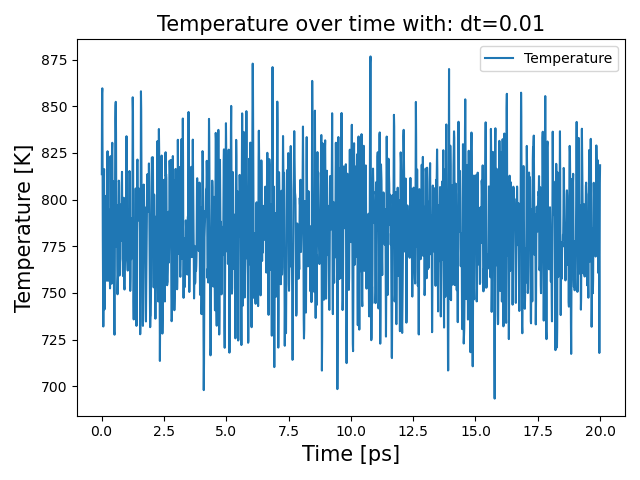 Temperature over time with: dt=0.01
Temperature
Temperature [K]
875
850
825
800
775
750
725
700
0.0 2.5 5.0 7.5 10.0 12.5 15.0 17.5 20.0
Time [ps]